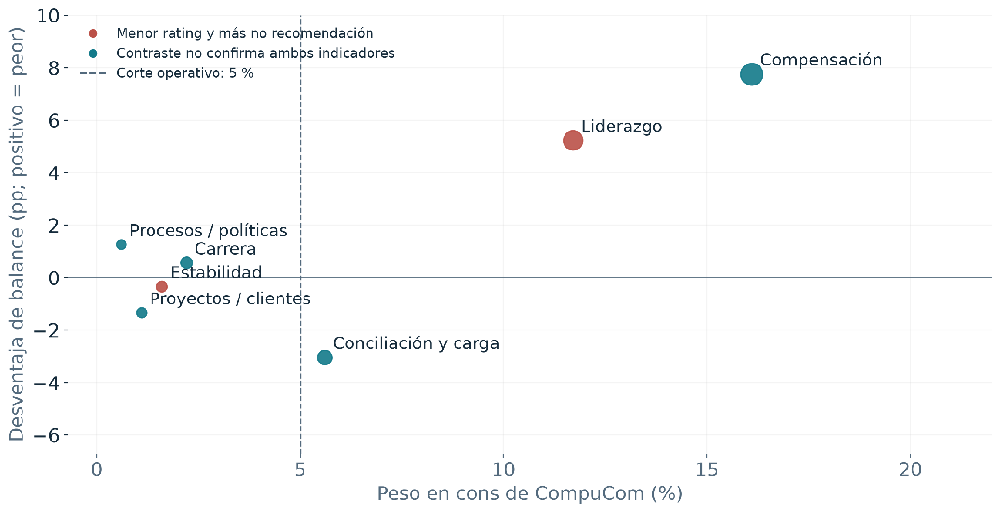 Desventaja de balance (pp; positivo = peor)
10
8
6
4
2
0
−2
−4
−6
Menor rating y más no recomendación
Contraste no confirma ambos indicadores
Corte operativo: 5 %
Compensación
Liderazgo
Procesos / políticas
Carrera
Estabilidad
Proyectos / clientes
Conciliación y carga
0
5
10
15
20
Peso en cons de CompuCom (%)